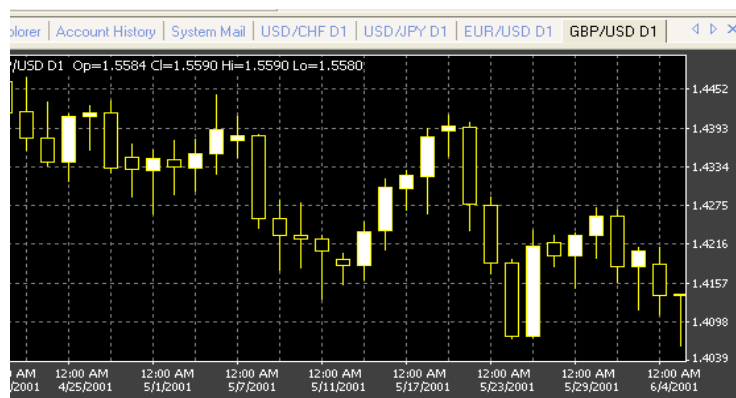 plorer Account History System Mail USD/CHF D1 USD/JPY D1 EUR/USD D1 GBP/USD D1
/USD D1 Op=1.5584 Cl=1.5590 Hi=1.5590 Lo=1.5580
1.4452
1.4393
1.4334
1.4275
1.4216
1.4157
1.4098
1.4039
AM 12:00 AM 12:00 AM 12:00 AM 12:00 AM 12:00 AM 12:00 AM 12:00 AM 12:00 AM
/2001 4/25/2001 5/1/2001 5/7/2001 5/11/2001 5/17/2001 5/23/2001 5/29/2001 6/4/2001